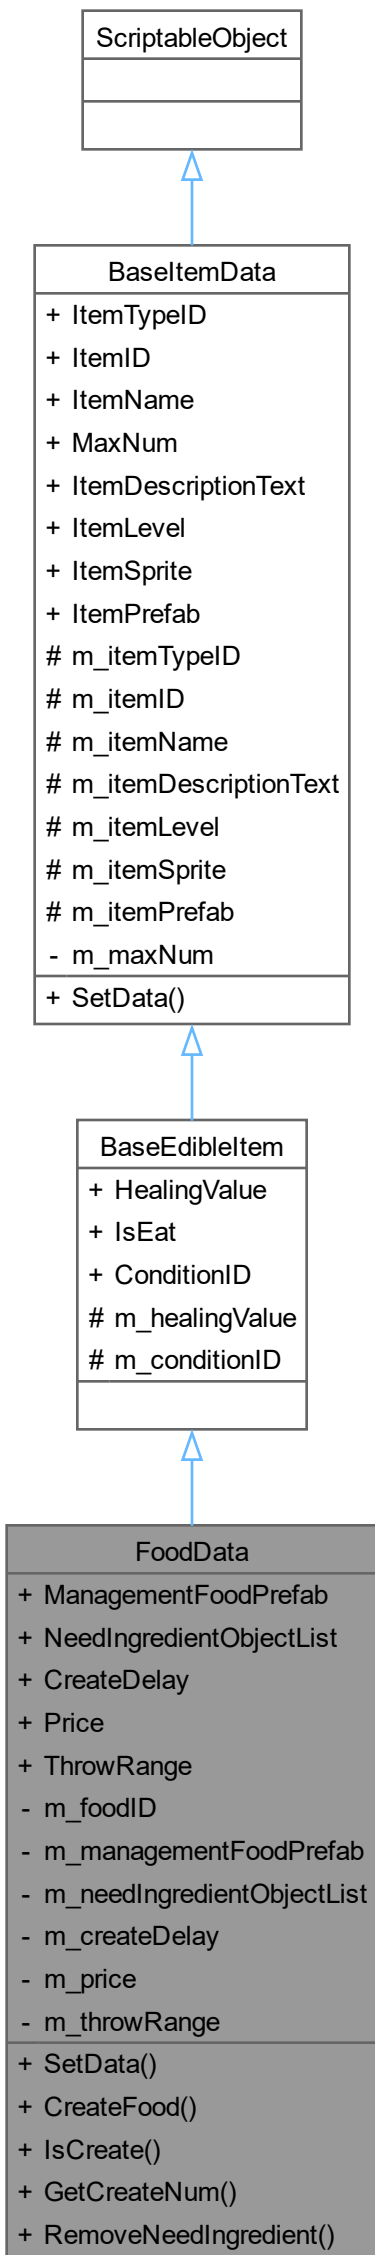 ScriptableObject
BaseItemData
+ ItemTypeID
+ ItemID
+ ItemName
+ MaxNum
+ ItemDescriptionText
+ ItemLevel
+ ItemSprite
+ ItemPrefab
# m_itemTypeID
# m_itemID
# m_itemName
# m_itemDescriptionText
# m_itemLevel
# m_itemSprite
# m_itemPrefab
- m_maxNum
+ SetData()
BaseEdibleItem
+ HealingValue
+ IsEat
+ ConditionID
# m_healingValue
# m_conditionID
FoodData
+ ManagementFoodPrefab
+ NeedIngredientObjectList
+ CreateDelay
+ Price
+ ThrowRange
- m_foodID
- m_managementFoodPrefab
- m_needIngredientObjectList
- m_createDelay
- m_price
- m_throwRange
+ SetData()
+ CreateFood()
+ IsCreate()
+ GetCreateNum()
+ RemoveNeedIngredient()